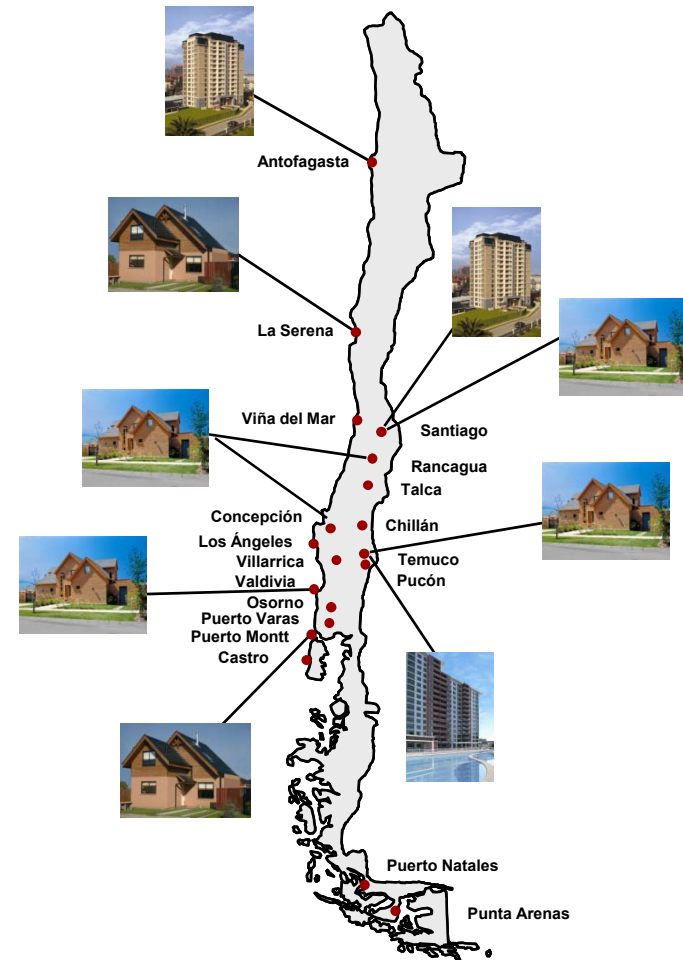 Antofagasta
La Serena
Viña del Mar
Santiago
Rancagua
Talca
Concepción
Chillán
Los Ángeles
Villarrica
Temuco
Pucón
Valdivia
Osorno
Puerto Varas
Puerto Montt
Castro
Puerto Natales
Punta Arenas